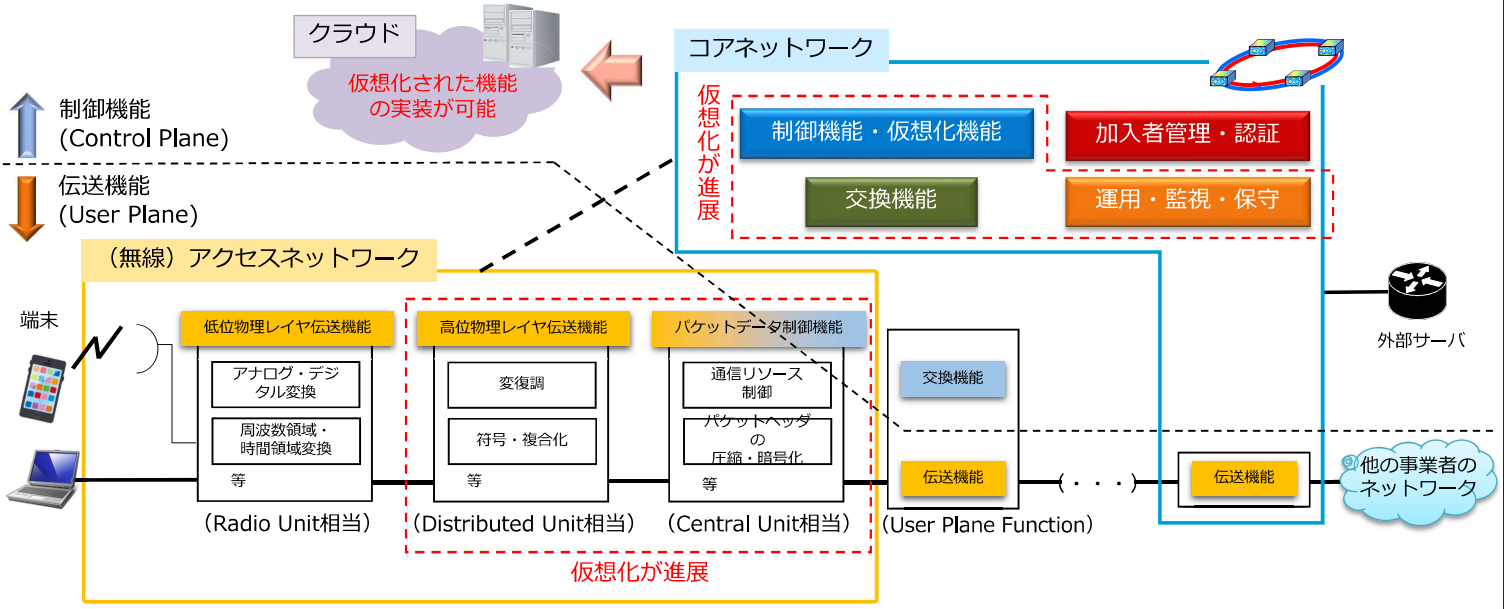 クラウド
仮想化された機能
の実装が可能
コアネットワーク
制御機能
(Control Plane)
伝送機能
(User Plane)
仮想化が進展
制御機能・仮想化機能
加入者管理・認証
交換機能
運用・監視・保守
（無線）アクセスネットワーク
端末
低位物理レイヤ伝送機能
アナログ・デジ
タル変換
周波数領域・
時間領域変換
等
(Radio Unit相当)
高位物理レイヤ伝送機能
変復調
符号・複合化
等
(Distributed Unit相当)
パケットデータ制御機能
通信リソース
制御
パケットヘッダ
の
圧縮・暗号化
等
(Central Unit相当)
仮想化が進展
交換機能
伝送機能
(User Plane Function)
(・・・)
伝送機能
外部サーバ
他の事業者の
ネットワーク